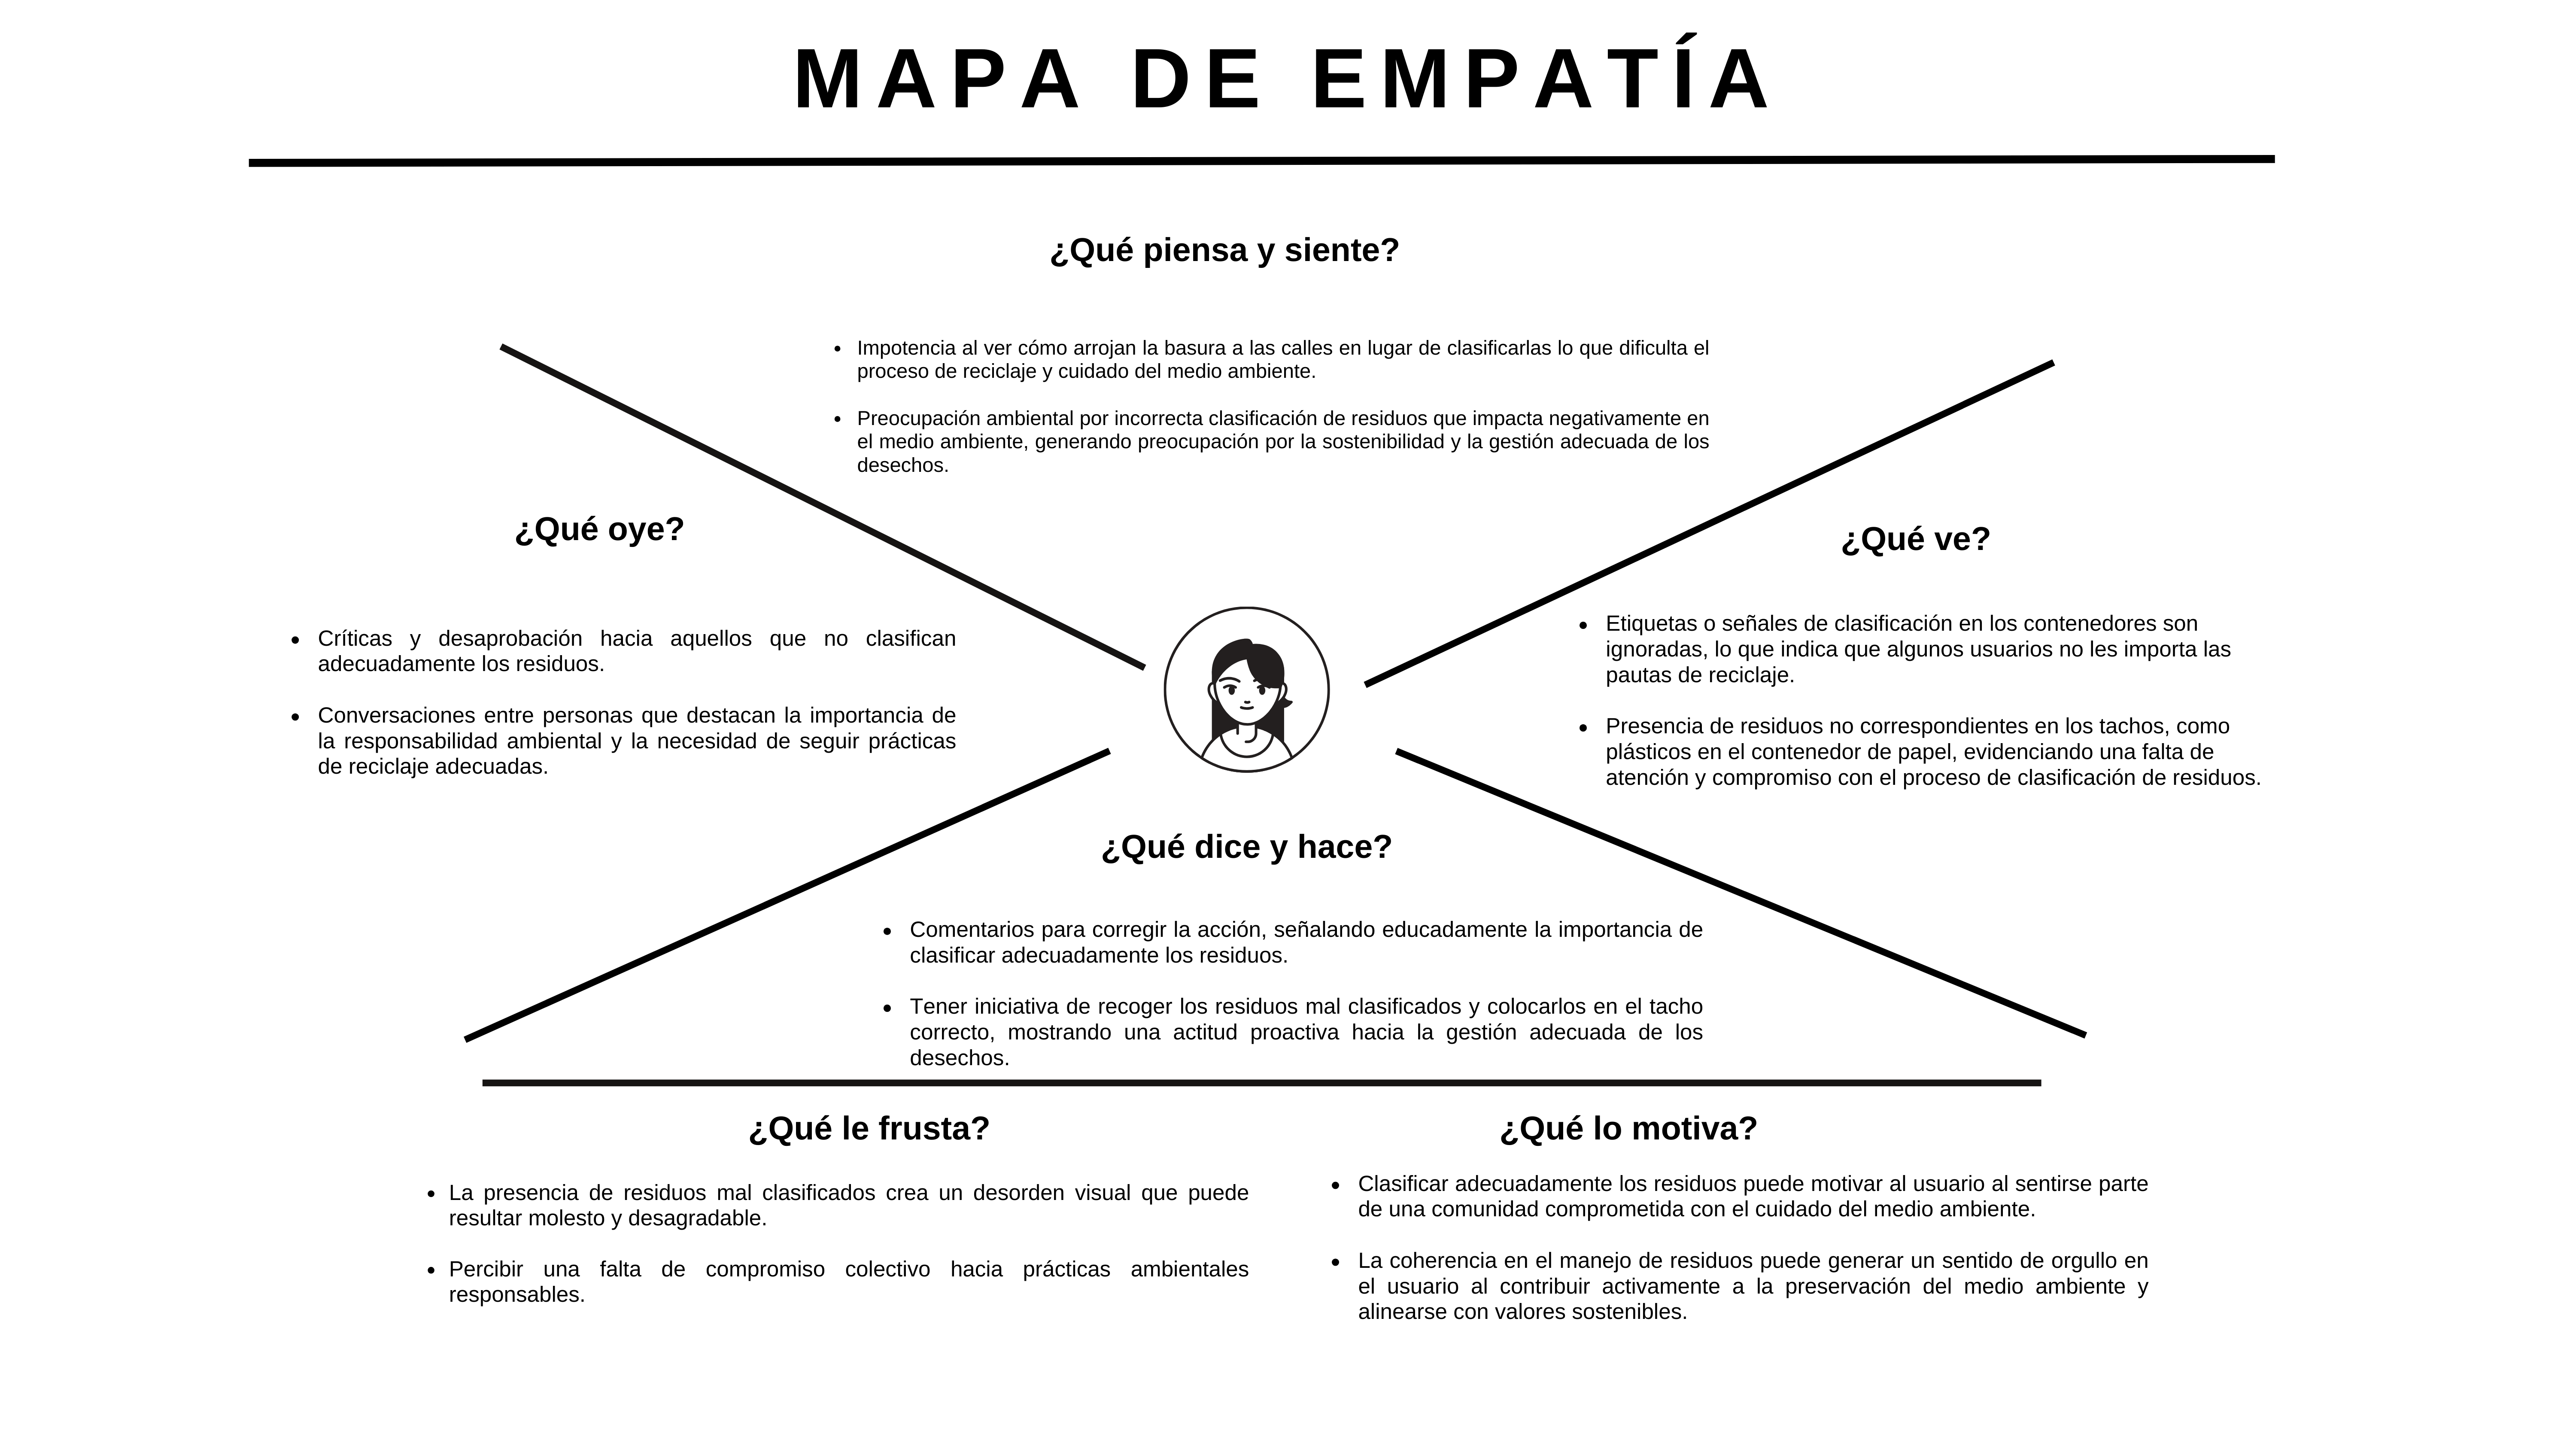 MAPA DE EMPATÍA
¿Qué piensa y siente?
• Impotencia al ver cómo arrojan la basura a las calles en lugar de clasificarlas lo que dificulta el
proceso de reciclaje y cuidado del medio ambiente.
• Preocupación ambiental por incorrecta clasificación de residuos que impacta negativamente en
el medio ambiente, generando preocupación por la sostenibilidad y la gestión adecuada de los
desechos.
¿Qué oye?
• Críticas y desaprobación hacia aquellos que no clasifican
adecuadamente los residuos.
• Conversaciones entre personas que destacan la importancia de
la responsabilidad ambiental y la necesidad de seguir prácticas
de reciclaje adecuadas.
¿Qué ve?
• Etiquetas o señales de clasificación en los contenedores son
ignoradas, lo que indica que algunos usuarios no les importa las
pautas de reciclaje.
• Presencia de residuos no correspondientes en los tachos, como
plásticos en el contenedor de papel, evidenciando una falta de
atención y compromiso con el proceso de clasificación de residuos.
¿Qué dice y hace?
• Comentarios para corregir la acción, señalando educadamente la importancia de
clasificar adecuadamente los residuos.
• Tener iniciativa de recoger los residuos mal clasificados y colocarlos en el tacho
correcto, mostrando una actitud proactiva hacia la gestión adecuada de los
desechos.
¿Qué le frusta?
• La presencia de residuos mal clasificados crea un desorden visual que puede
resultar molesto y desagradable.
• Percibir una falta de compromiso colectivo hacia prácticas ambientales
responsables.
¿Qué lo motiva?
• Clasificar adecuadamente los residuos puede motivar al usuario al sentirse parte
de una comunidad comprometida con el cuidado del medio ambiente.
• La coherencia en el manejo de residuos puede generar un sentido de orgullo en
el usuario al contribuir activamente a la preservación del medio ambiente y
alinearse con valores sostenibles.